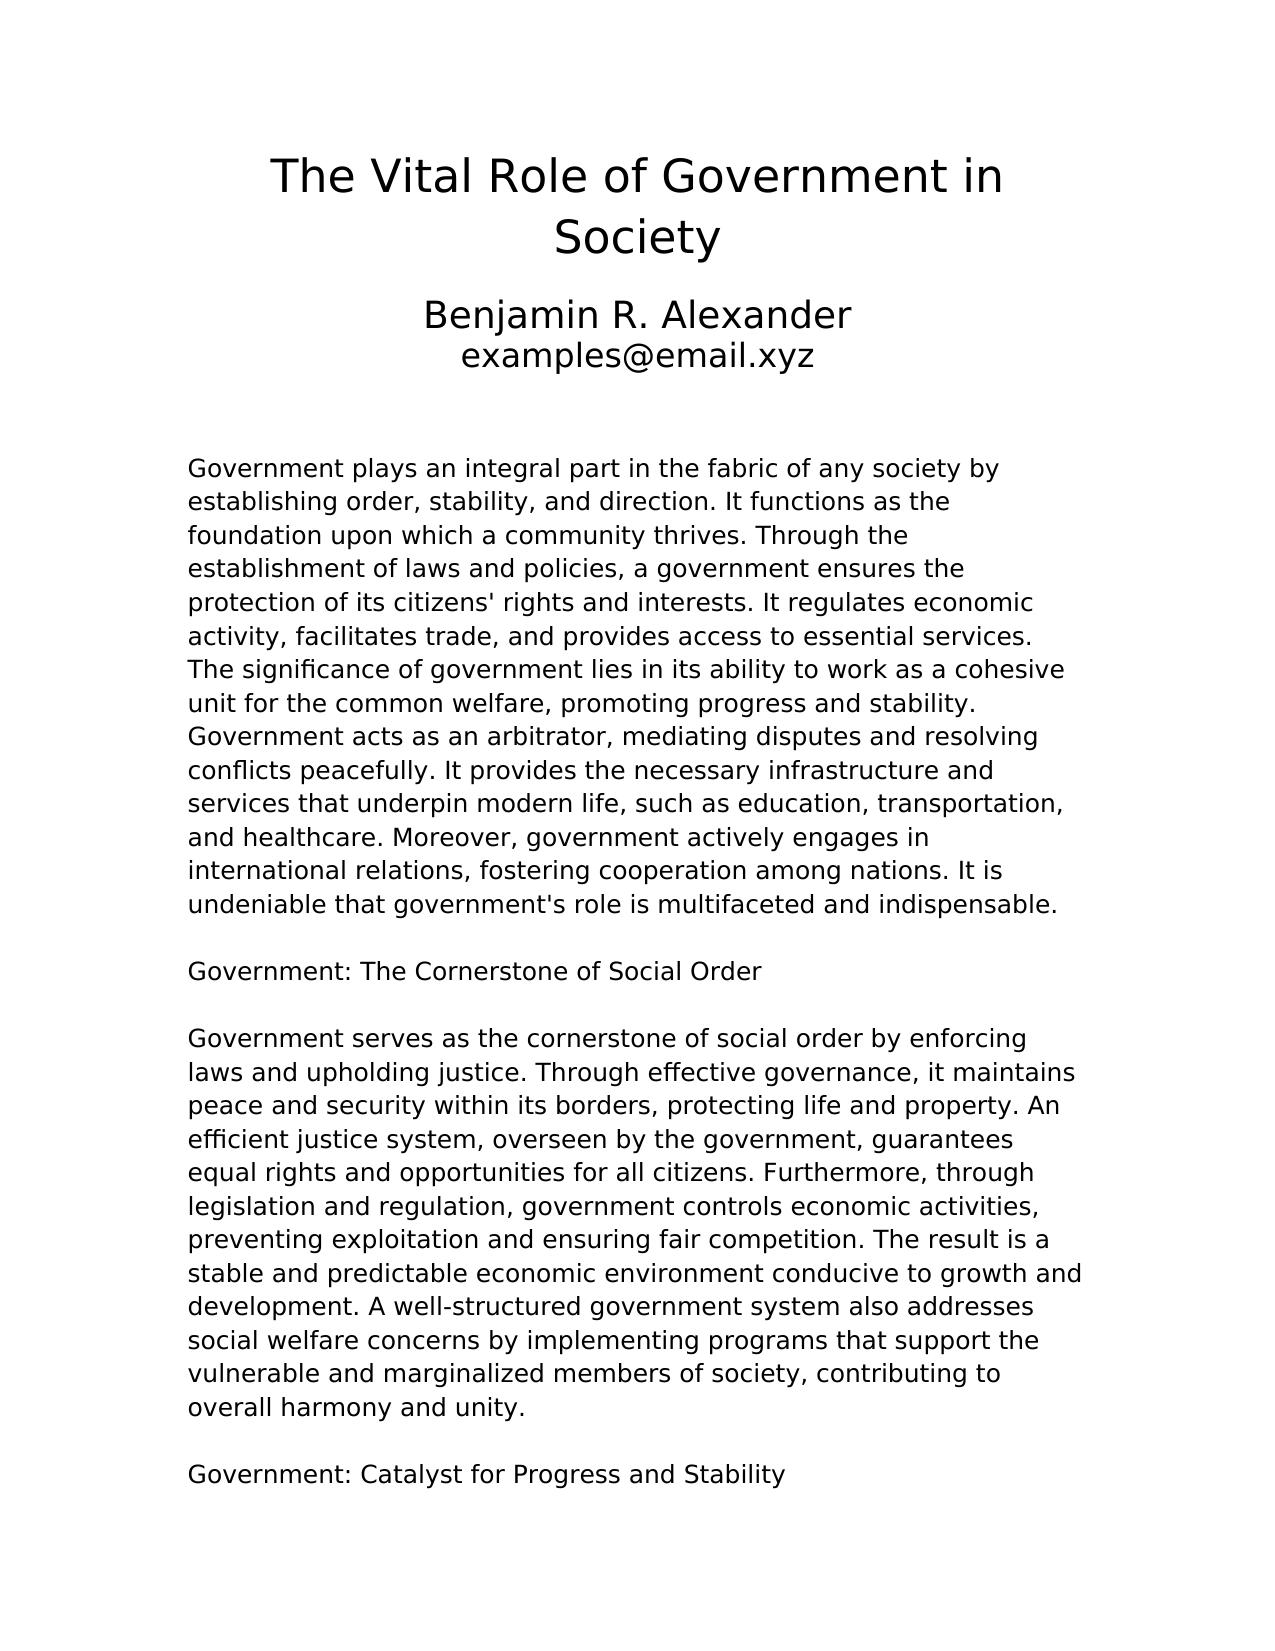 The Vital Role of Government in
Society
Benjamin R. Alexander
examples@email.xyz
Government plays an integral part in the fabric of any society by
establishing order, stability, and direction. It functions as the
foundation upon which a community thrives. Through the
establishment of laws and policies, a government ensures the
protection of its citizens' rights and interests. It regulates economic
activity, facilitates trade, and provides access to essential services.
The significance of government lies in its ability to work as a cohesive
unit for the common welfare, promoting progress and stability.
Government acts as an arbitrator, mediating disputes and resolving
conflicts peacefully. It provides the necessary infrastructure and
services that underpin modern life, such as education, transportation,
and healthcare. Moreover, government actively engages in
international relations, fostering cooperation among nations. It is
undeniable that government's role is multifaceted and indispensable.
Government: The Cornerstone of Social Order
Government serves as the cornerstone of social order by enforcing
laws and upholding justice. Through effective governance, it maintains
peace and security within its borders, protecting life and property. An
efficient justice system, overseen by the government, guarantees
equal rights and opportunities for all citizens. Furthermore, through
legislation and regulation, government controls economic activities,
preventing exploitation and ensuring fair competition. The result is a
stable and predictable economic environment conducive to growth and
development. A well-structured government system also addresses
social welfare concerns by implementing programs that support the
vulnerable and marginalized members of society, contributing to
overall harmony and unity.
Government: Catalyst for Progress and Stability